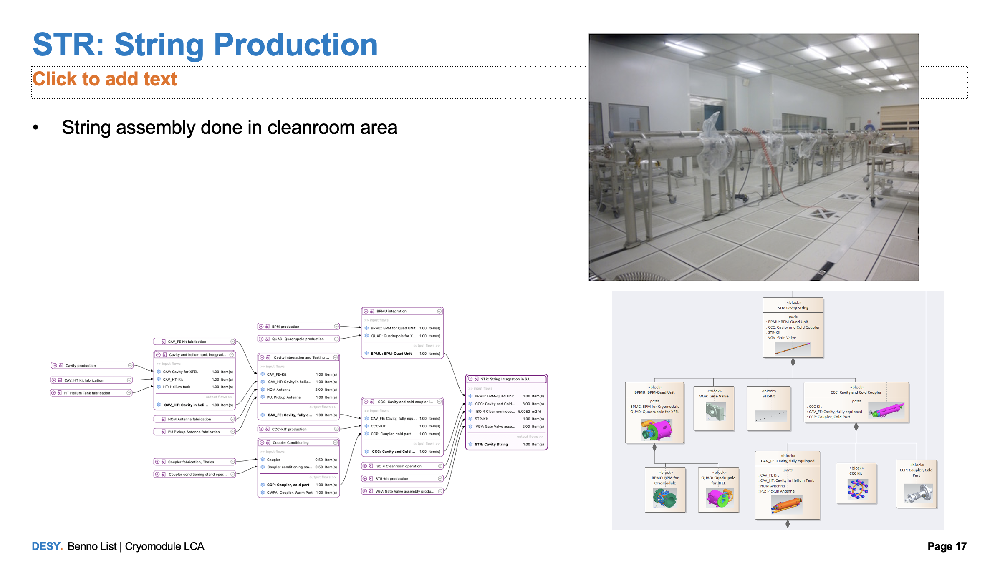 STR: String Production
Click to add text
• String assembly done in cleanroom area
Cavity production
CAV_HT Kit fabrication
HT Helium Tank fabrication
CAV_FE Kit fabrication
Cavity and helium tank integrati...
>> input flows
CAV: Cavity for XFEL 1.00 Item(s)
CAV_HT-Kit 1.00 Item(s)
HT: Helium tank 1.00 Item(s)
output flows >>
CAV_HT: Cavity in heli... 1.00 Item(s)
HOM Antenna fabrication
PU Pickup Antenna fabrication
Coupler fabrication, Thales
Coupler conditioning stand oper...
BPM production
QUAD: Quadrupole production
Cavity Integration and Testing ...
>> input flows
CAV_FE-Kit 1.00 Item(s)
CAV_HT: Cavity in heliu... 1.00 Item(s)
HOM Antenna 2.00 Item(s)
PU: Pickup Antenna 1.00 Item(s)
output flows >>
CAV_FE: Cavity, fully e... 1.00 Item(s)
CCC-KIT production
Coupler Conditioning
>> input flows
Coupler 0.50 Item(s)
Coupler conditioning sta... 0.50 Item(s)
output flows >>
CCP: Coupler, cold part 1.00 Item(s)
CWPA: Coupler, Warm Part 1.00 Item(s)
BPMU integration
>> input flows
BPMC: BPM for Quad UNit 1.00 Item(s)
QUAD: Quadrupole for X... 1.00 Item(s)
output flows >>
BPMU: BPM-Quad Unit 1.00 Item(s)
CCC: Cavity and cold coupler i...
>> input flows
CAV_FE: Cavity, fully equ... 1.00 Item(s)
CCC-KIT 1.00 Item(s)
CCP: Coupler, cold part 1.00 Item(s)
output flows >>
CCC: Cavity and Cold ... 1.00 Item(s)
ISO 4 Cleanroom operation
STR-Kit production
VGV: Gate Valve assembly produ...
STR: String Integration in SA
>> input flows
BPMU: BPM-Quad Unit 1.00 Item(s)
CCC: Cavity and Cold... 8.00 Item(s)
ISO 4 Cleanroom ope... 5.00E2 m2*d
STR-Kit 1.00 Item(s)
VGV: Gate Valve asse... 2.00 Item(s)
output flows >>
STR: Cavity String 1.00 Item(s)
«block»
STR: Cavity String
parts
: BPMU: BPM-Quad Unit
: CCC: Cavity and Cold Coupler
: STR-Kit
: VGV: Gate Valve
«block»
BPMU: BPM-Quad Unit
parts
: BPMC: BPM for Cryomodule
: QUAD: Quadrupole for XFEL
«block»
VGV: Gate Valve
«block»
STR-Kit
«block»
CCC: Cavity and Cold Coupler
parts
: CCC Kit
: CAV_FE: Cavity, fully equipped
: CCP: Coupler, Cold Part
«block»
BPMC: BPM for
Cryomodule
«block»
QUAD: Quadrupole
for XFEL
«block»
CAV_FE: Cavity, fully equipped
parts
: CAV_FE Kit
: CAV_HT: Cavity in Helium Tank
: HOM Antenna
: PU: Pickup Antenna
«block»
CCC Kit
«block»
CCP: Coupler, Cold
Part
DESY. Benno List | Cryomodule LCA
Page 17